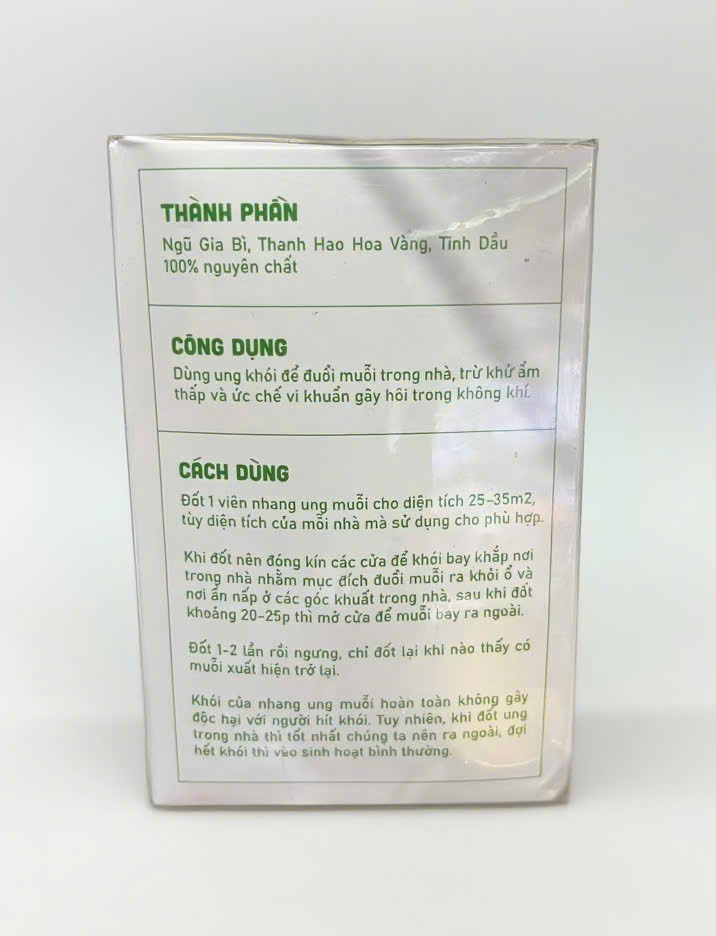 THÀNH PHẦN
Ngũ Gia Bì, Thanh Hao Hoa Vàng, Tinh Dầu
100% nguyên chất
CÔNG DỤNG
Dùng ung khói để đuổi muỗi trong nhà, trừ khử ẩm
thấp và ức chế vi khuẩn gây hôi trong không khí.
CÁCH DÙNG
Đốt 1 viên nhang ung muỗi cho diện tích 25-35m2,
tùy diện tích của mỗi nhà mà sử dụng cho phù hợp.
Khi đốt nên đóng kín các cửa để khói bay khắp nơi
trong nhà nhằm mục đích đuổi muỗi ra khỏi ổ và
nơi ẩn nấp ở các góc khuất trong nhà, sau khi đốt
khoảng 20-25p thì mở cửa để muỗi bay ra ngoài.
Đốt 1-2 lần rồi ngưng, chỉ đốt lại khi nào thấy có
muỗi xuất hiện trở lại.
Khói của nhang ung muỗi hoàn toàn không gây
độc hại với người hít khói. Tuy nhiên, khi đốt ung
trong nhà thì tốt nhất chúng ta nên ra ngoài, đợi
hết khói thì vào sinh hoạt bình thường.